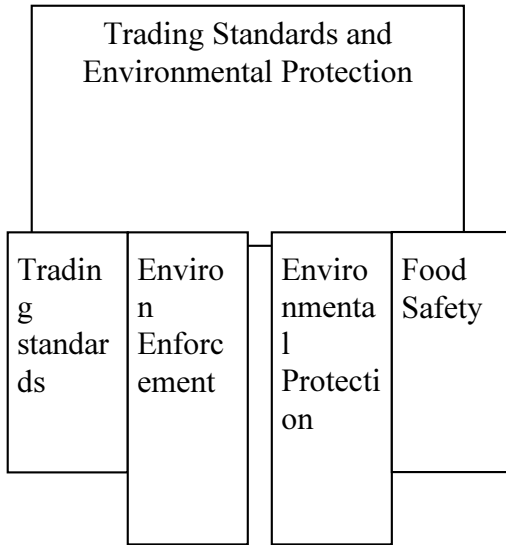 Trading Standards and
Environmental Protection
Tradin
g
standar
ds
Enviro
n
Enforc
ement
Enviro
nmenta
l
Protecti
on
Food
Safety